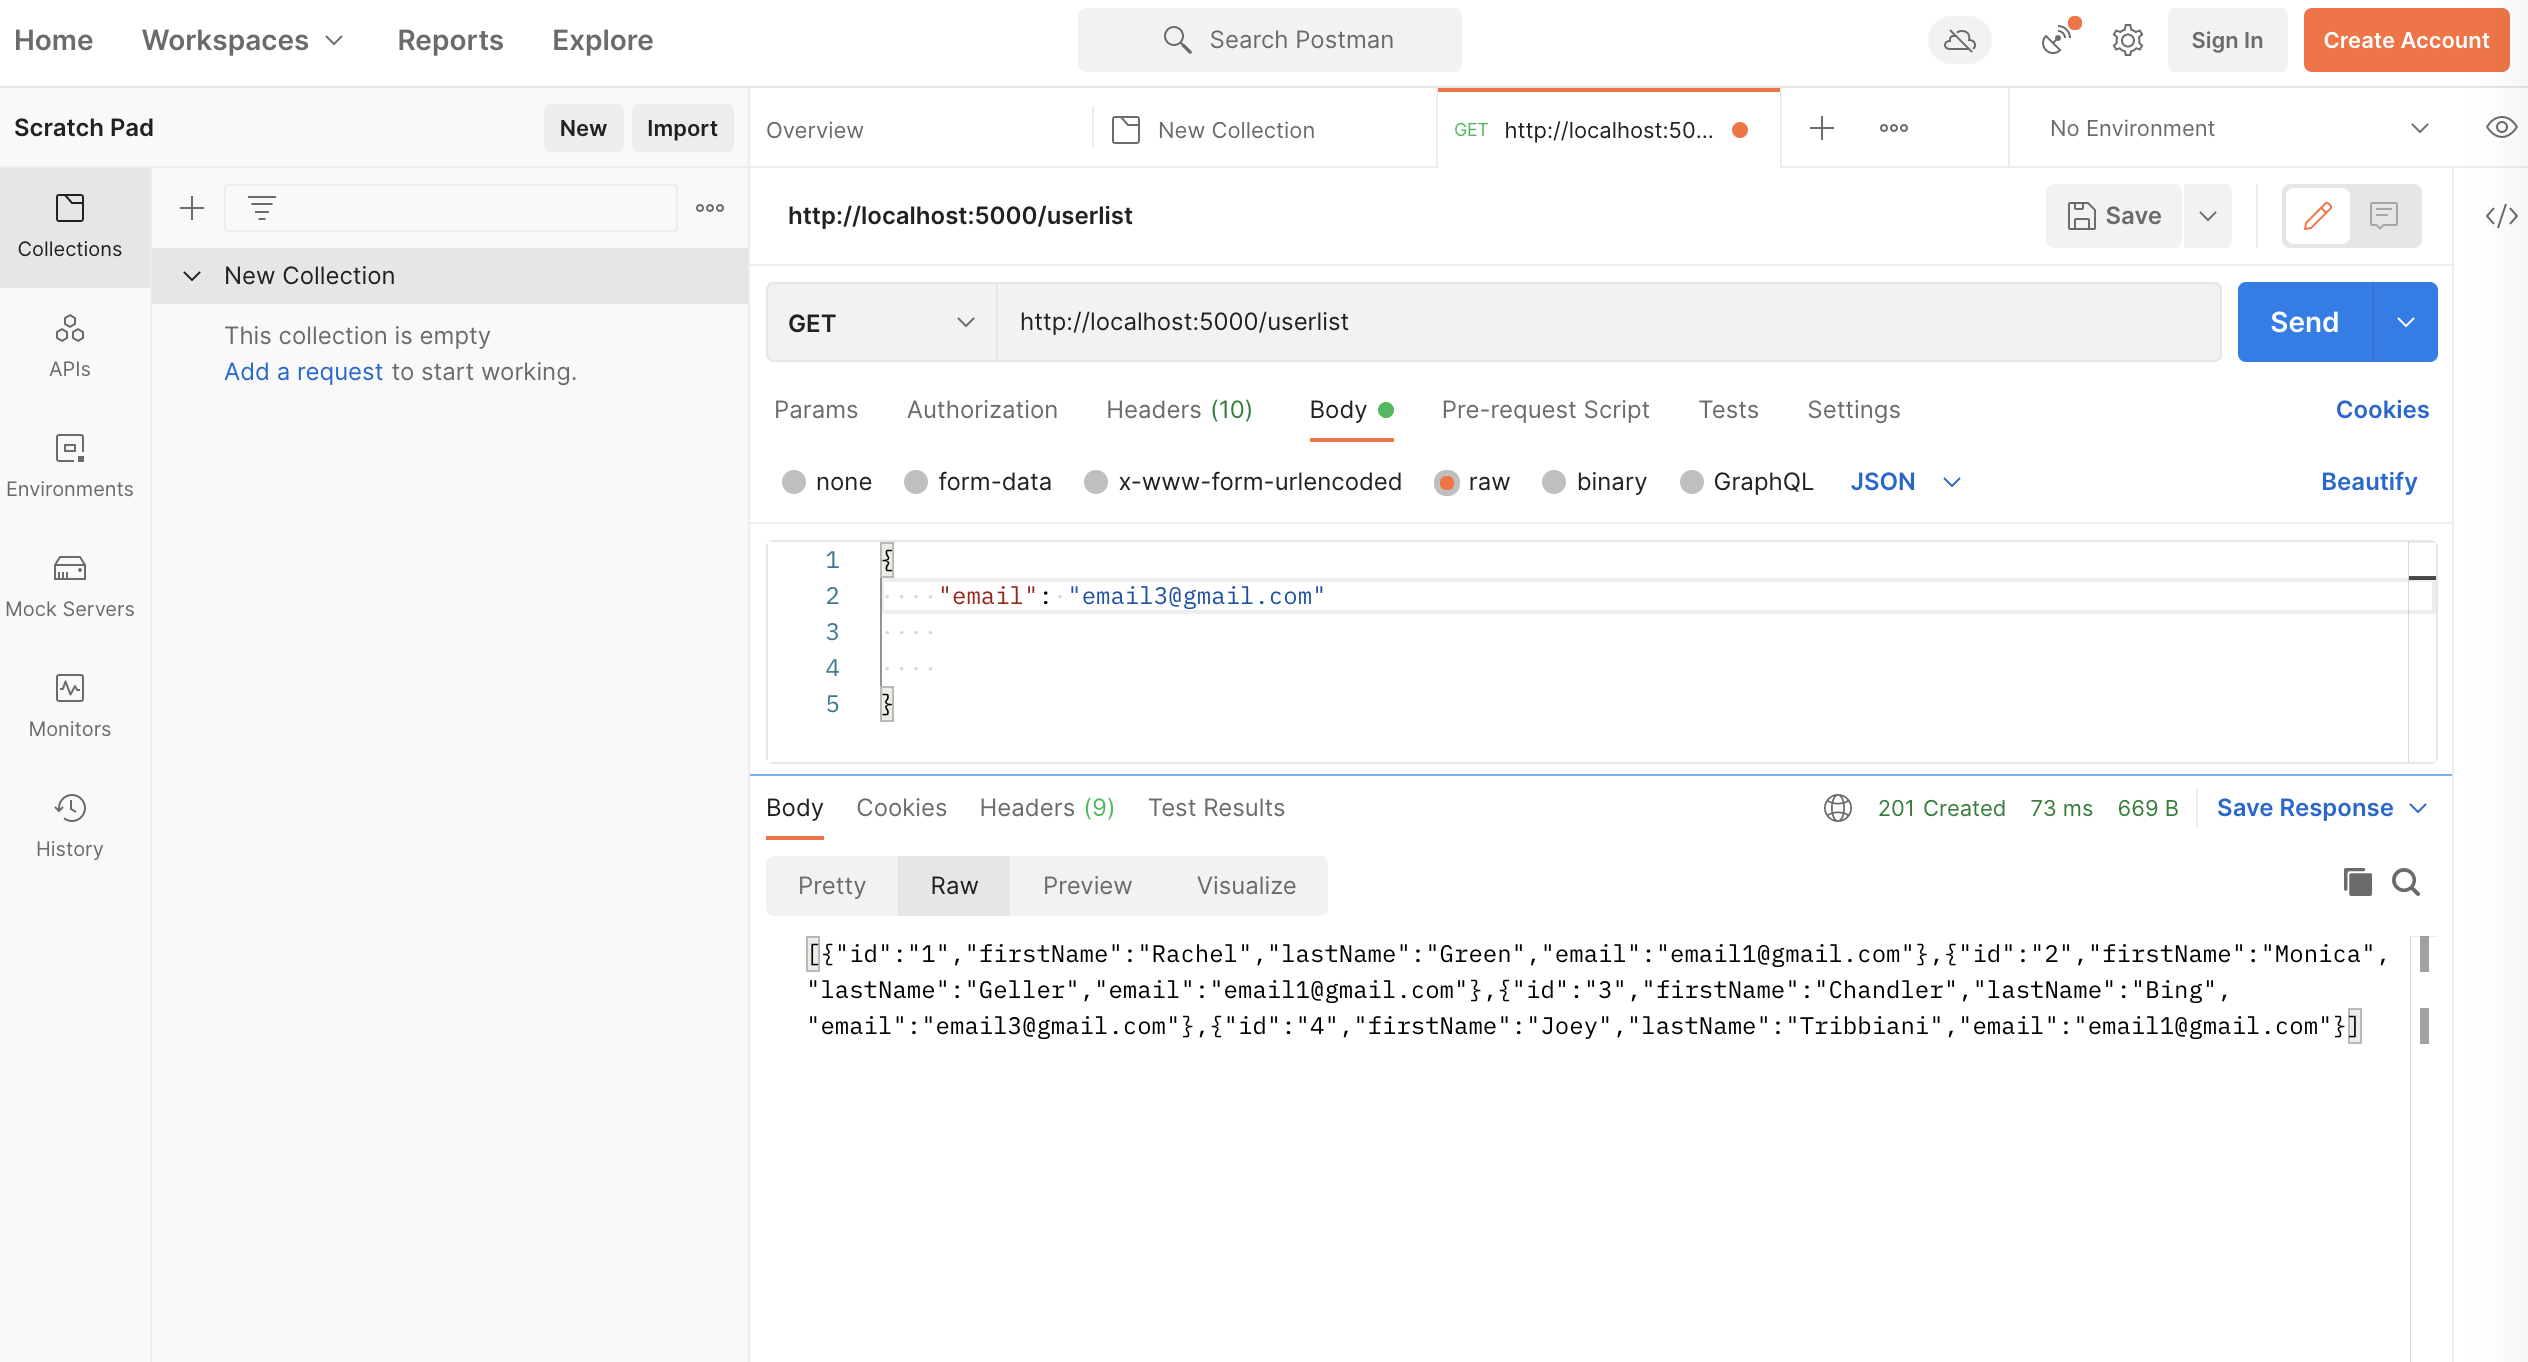 Home Workspaces Reports Explore Search Postman Sign In Create Account
Scratch Pad New Import
Overview New Collection GET http://localhost:50... No Environment
Collections
APIs
Environments
Mock Servers
Monitors
History
New Collection
This collection is empty
Add a request to start working.
http://localhost:5000/userlist Save
GET http://localhost:5000/userlist Send
Params Authorization Headers (10) Body Pre-request Script Tests Settings Cookies
none form-data x-www-form-urlencoded raw binary GraphQL JSON Beautify
1 {
2 "email": "email3@gmail.com"
3
4
5 }
Body Cookies Headers (9) Test Results 201 Created 73 ms 669 B Save Response
Pretty Raw Preview Visualize
[{"id":"1","firstName":"Rachel","lastName":"Green","email":"email1@gmail.com"},{"id":"2","firstName":"Monica",
"lastName":"Geller","email":"email1@gmail.com"},{"id":"3","firstName":"Chandler","lastName":"Bing",
"email":"email3@gmail.com"},{"id":"4","firstName":"Joey","lastName":"Tribbiani","email":"email1@gmail.com"}]